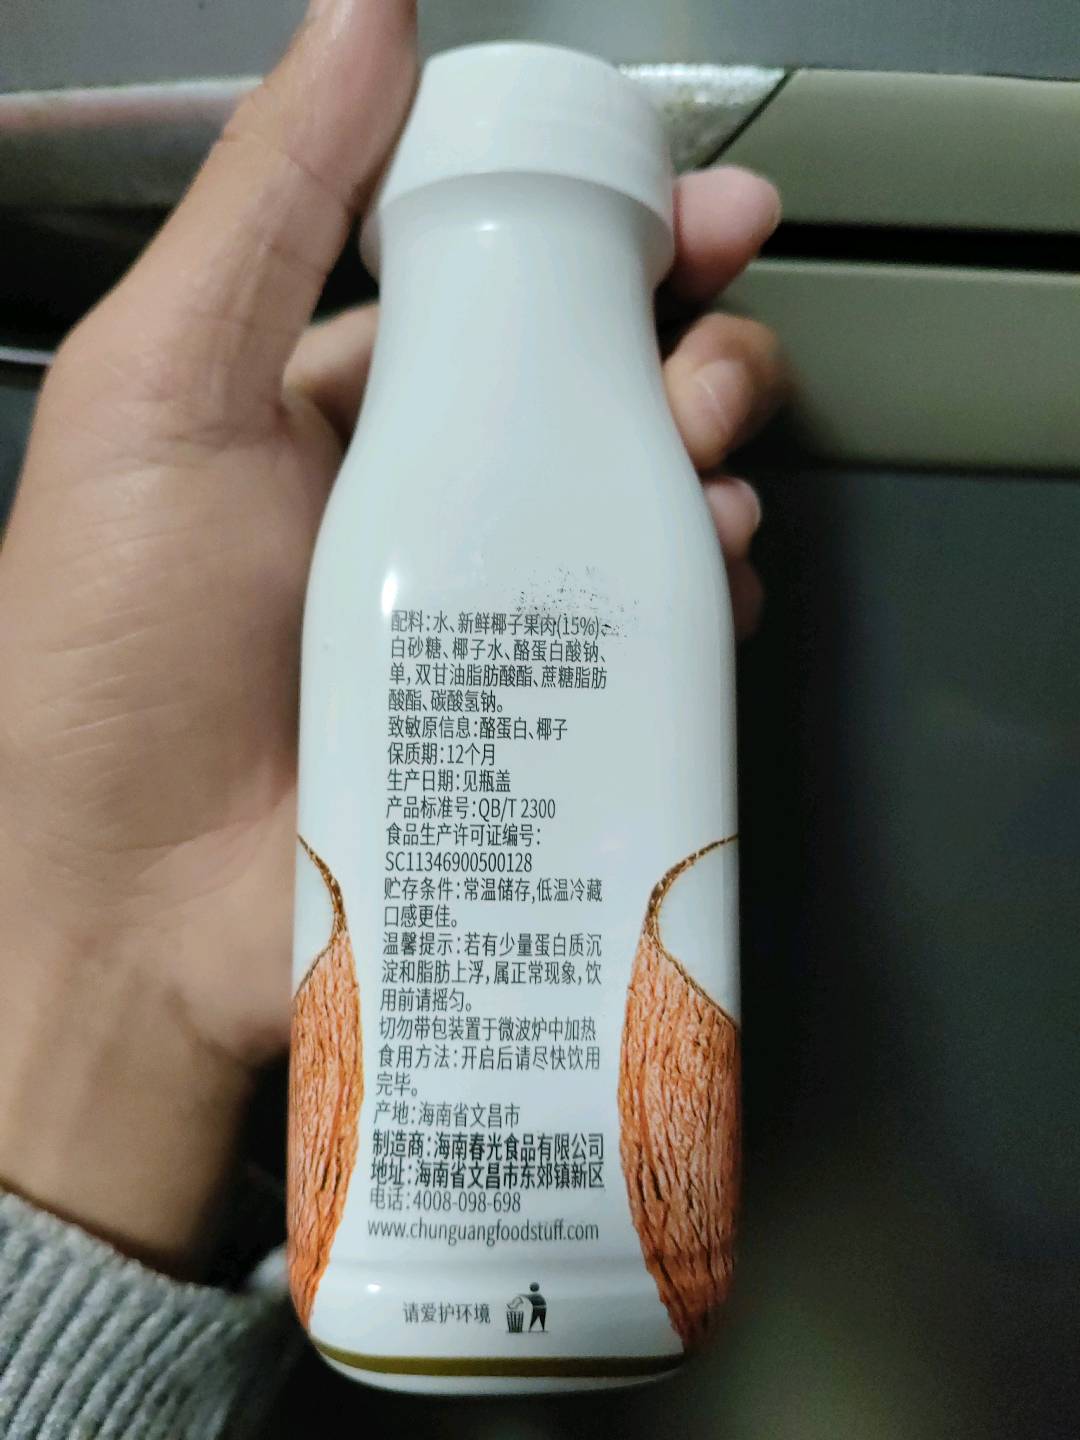 配料:水、新鲜椰子果肉(15%)、
白砂糖、椰子水、酪蛋白酸钠、
单,双甘油脂肪酸酯、蔗糖脂肪
酸酯、碳酸氢钠。
致敏原信息:酪蛋白、椰子
保质期:12个月
生产日期:见瓶盖
产品标准号:QB/T 2300
食品生产许可证编号:
SC11346900500128
贮存条件:常温储存,低温冷藏
口感更佳。
温馨提示:若有少量蛋白质沉
淀和脂肪上浮,属正常现象,饮
用前请摇匀。
切勿带包装置于微波炉中加热
食用方法:开启后请尽快饮用
完毕。
产地:海南省文昌市
制造商:海南春光食品有限公司
地址:海南省文昌市东郊镇新区
电话:4008-098-698
www.chunguangfoodstuff.com
请爱护环境